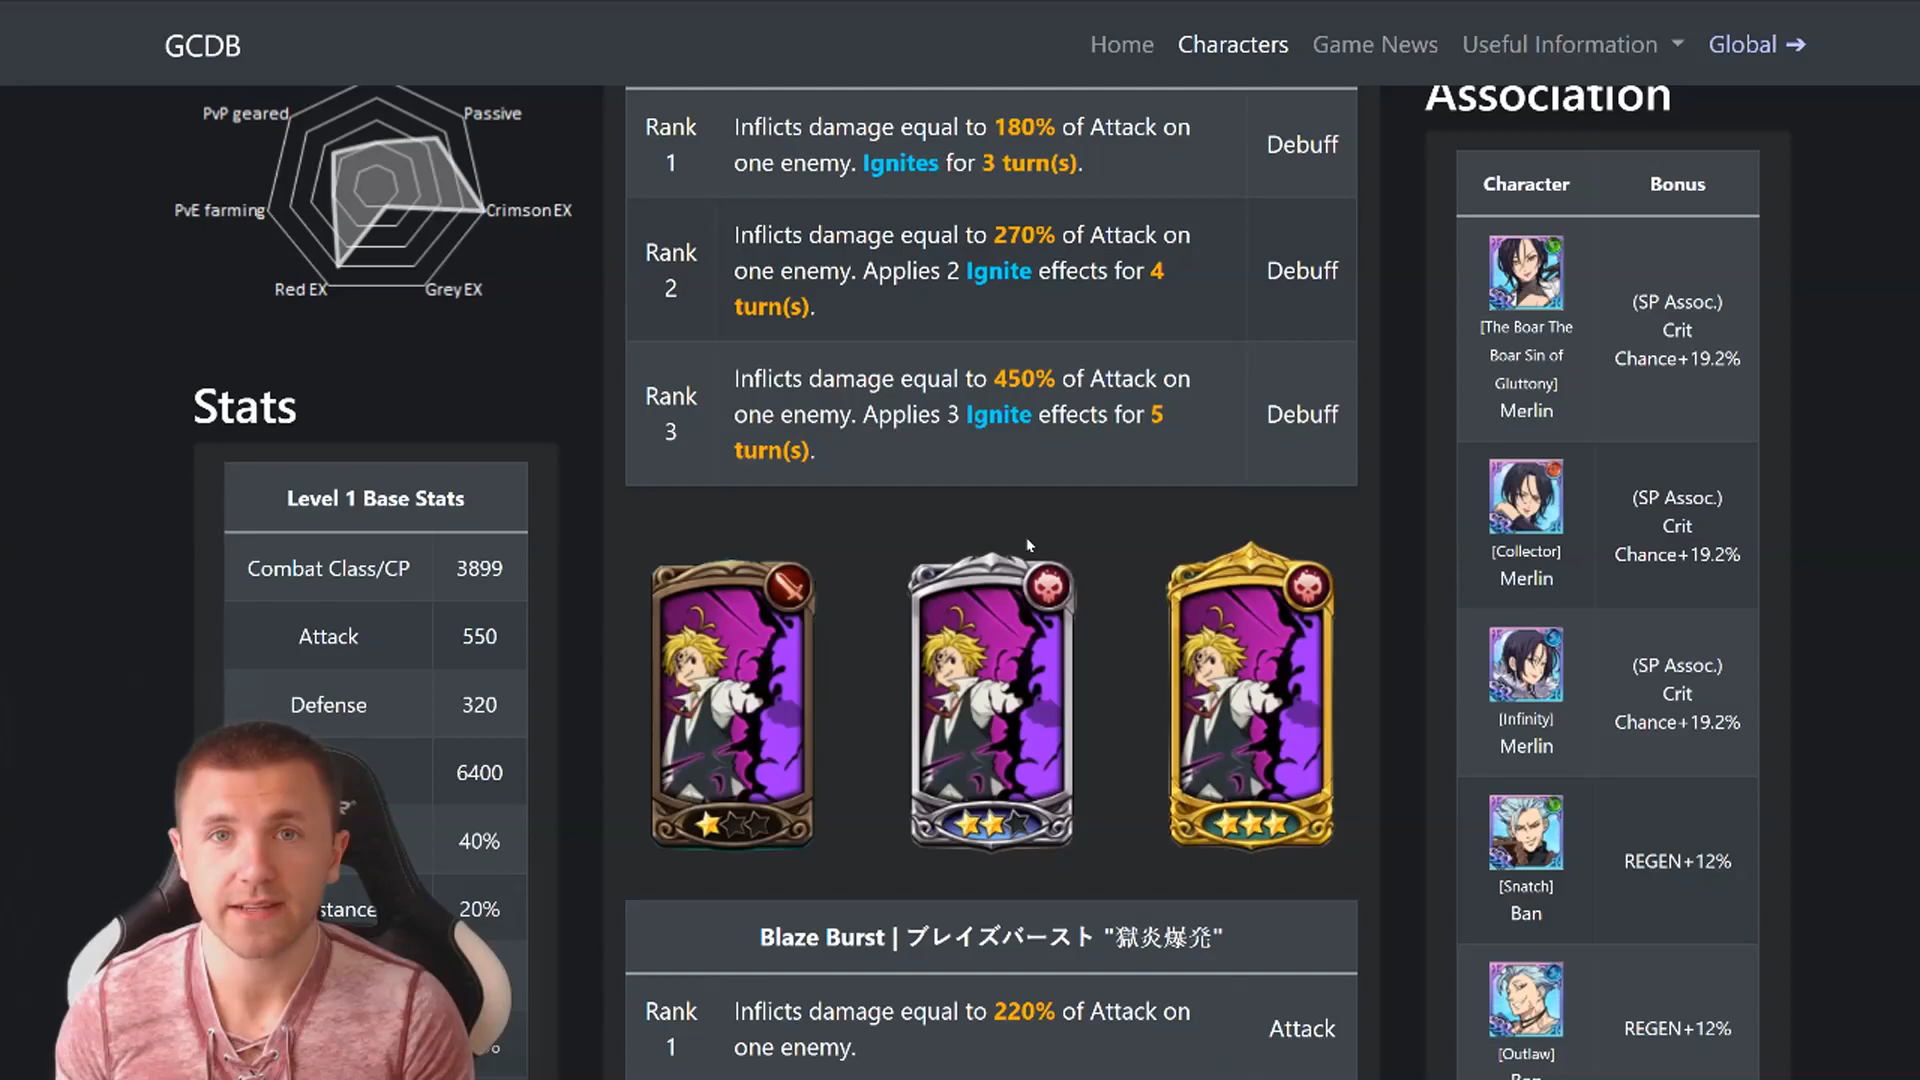 GCDB
Home
Characters
Game News
Useful Information
Global
PvP geared
Passive
PvE farming
Crimson EX
Red EX
Grey EX
Stats
Level 1 Base Stats
Combat Class/CP 3899
Attack 550
Defense 320
6400
40%
stance 20%
Rank
1
Inflicts damage equal to 180% of Attack on
one enemy. Ignites for 3 turn(s).
Debuff
Rank
2
Inflicts damage equal to 270% of Attack on
one enemy. Applies 2 Ignite effects for 4
turn(s).
Debuff
Rank
3
Inflicts damage equal to 450% of Attack on
one enemy. Applies 3 Ignite effects for 5
turn(s).
Debuff
Blaze Burst | ブレイズバースト "獄炎爆発"
Rank
1
Inflicts damage equal to 220% of Attack on
one enemy.
Attack
Association
Character Bonus
[The Boar The
Boar Sin of
Gluttony]
Merlin
(SP Assoc.)
Crit
Chance+19.2%
[Collector]
Merlin
(SP Assoc.)
Crit
Chance+19.2%
[Infinity]
Merlin
(SP Assoc.)
Crit
Chance+19.2%
[Snatch]
Ban
REGEN+12%
[Outlaw]
Ban
REGEN+12%